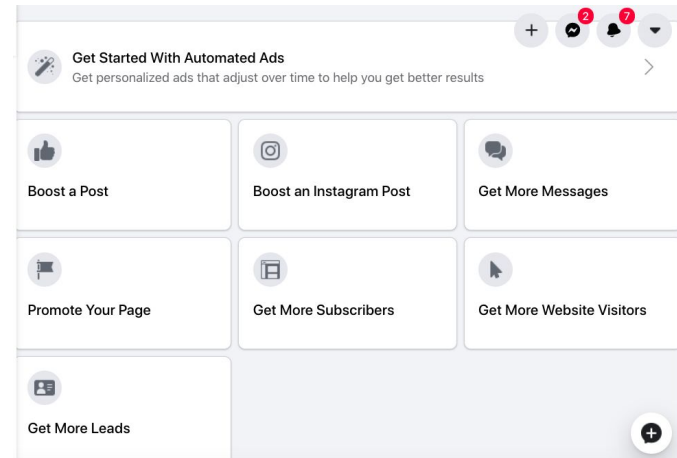 2 7
Get Started With Automated Ads
Get personalized ads that adjust over time to help you get better results
Boost a Post
Boost an Instagram Post
Get More Messages
Promote Your Page
Get More Subscribers
Get More Website Visitors
Get More Leads